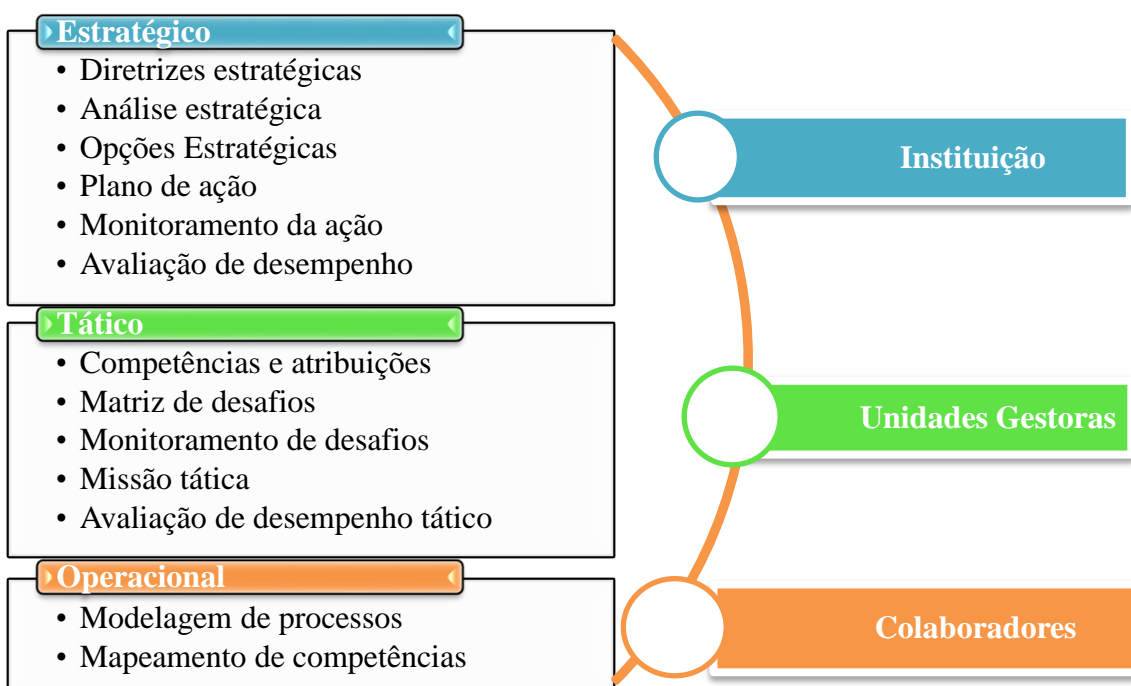 Estratégico
• Diretrizes estratégicas
• Análise estratégica
• Opções Estratégicas
• Plano de ação
• Monitoramento da ação
• Avaliação de desempenho
Instituição
Tático
• Competências e atribuições
• Matriz de desafios
• Monitoramento de desafios
• Missão tática
• Avaliação de desempenho tático
Unidades Gestoras
Operacional
• Modelagem de processos
• Mapeamento de competências
Colaboradores